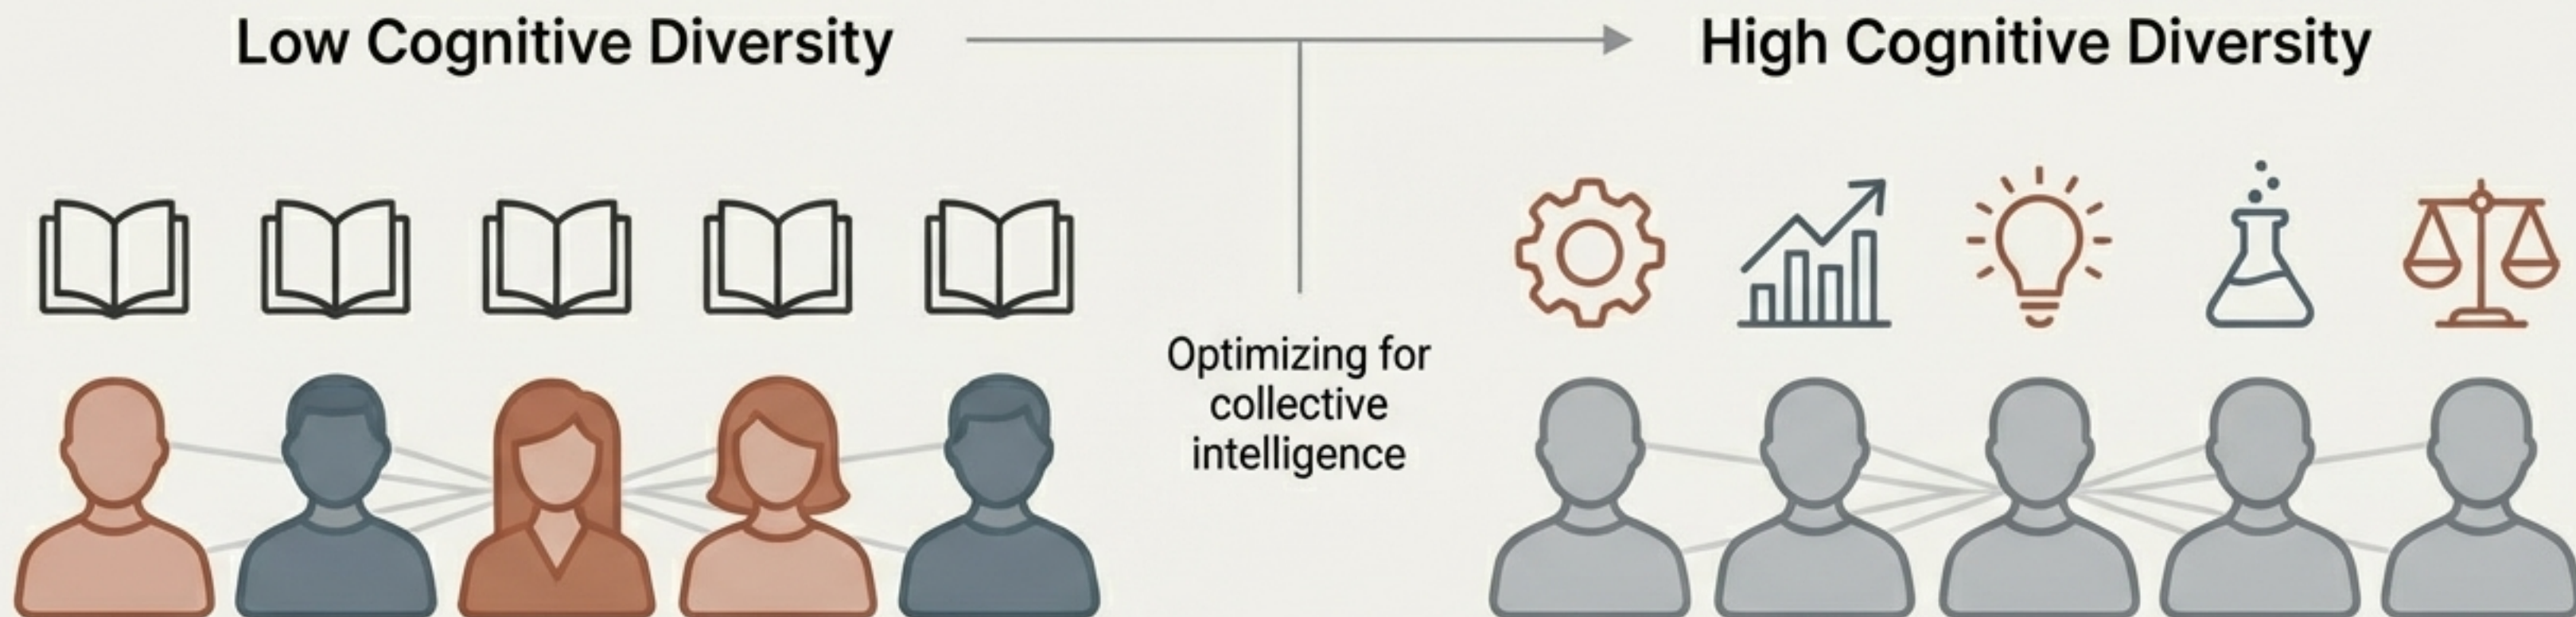 Low Cognitive Diversity
High Cognitive Diversity
Optimizing for
collective
intelligence